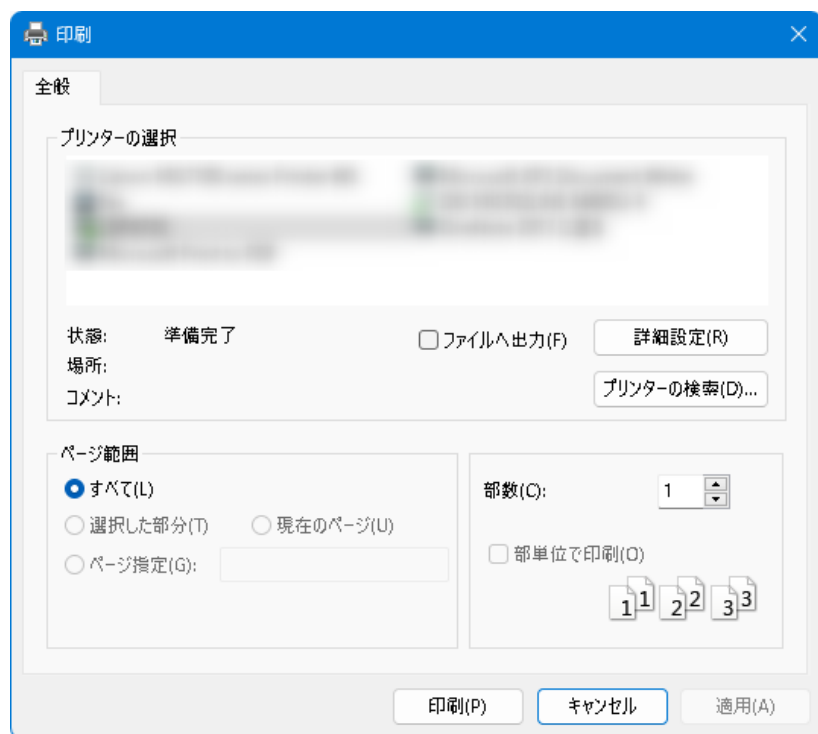 印刷
全般
プリンターの選択
状態: 準備完了
ファイルへ出力(F)
詳細設定(R)
場所:
プリンターの検索(D)...
コメント:
ページ範囲
すべて(L)
部数(C): 1
選択した部分(T) 現在のページ(U)
ページ指定(G):
部単位で印刷(O)
1 1 2 2 3 3
印刷(P) キャンセル 適用(A)